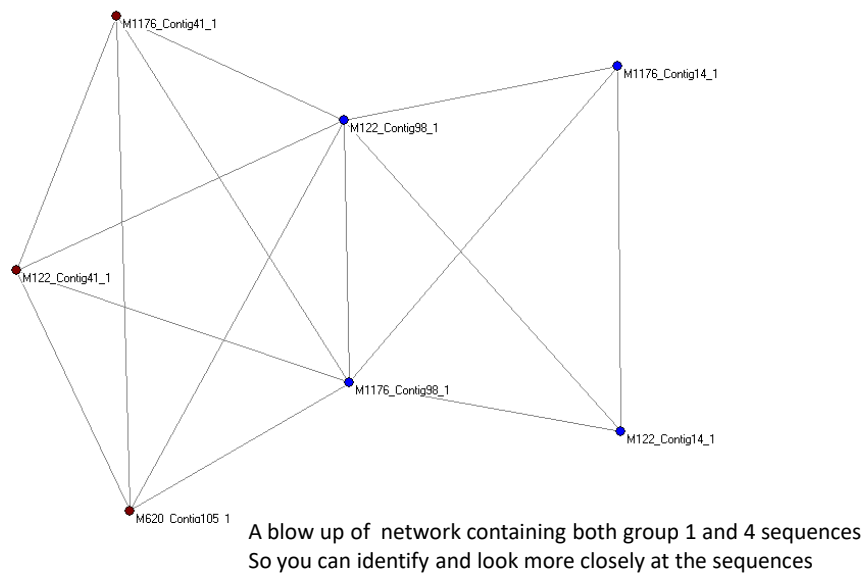 M1176_Contig41_1
M1176_Contig14_1
M122_Contig98_1
M122_Contig41_1
M1176_Contig98_1
M122_Contig14_1
M620_Contig105_1
A blow up of network containing both group 1 and 4 sequences
So you can identify and look more closely at the sequences